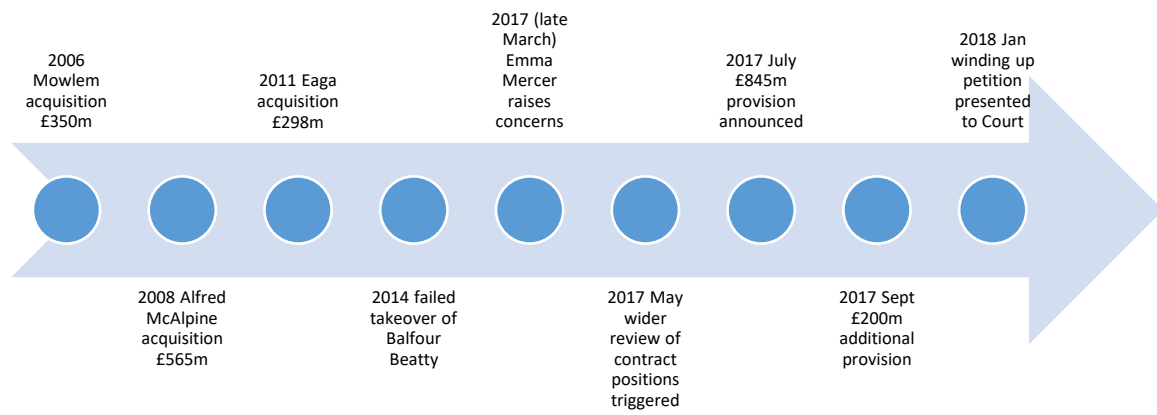 2006
Mowlem
acquisition
£350m
2008 Alfred
McAlpine
acquisition
£565m
2011 Eaga
acquisition
£298m
2014 failed
takeover of
Balfour
Beatty
2017 (late
March)
Emma
Mercer
raises
concerns
2017 May
wider
review of
contract
positions
triggered
2017 July
£845m
provision
announced
2017 Sept
£200m
additional
provision
2018 Jan
winding up
petition
presented
to Court